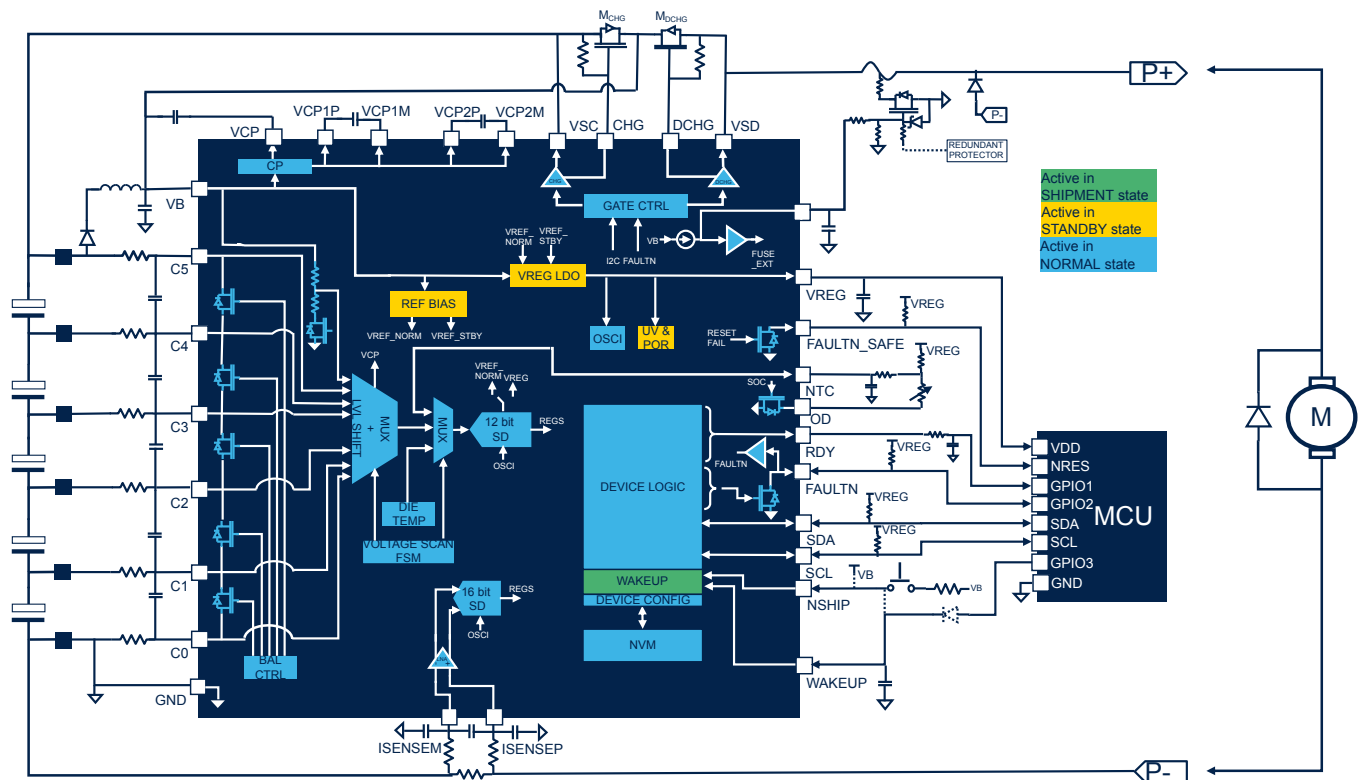 MCHG
MDCHG
P+
P-
VCP
VCP1P
VCP1M
VCP2P
VCP2M
VSC
CHG
DCHG
VSD
REDUNDANT
PROTECTOR
CP
CHG
DCHG
GATE CTRL
VB
I2C
FAULTN
VB
FUSE
_EXT
Active in
SHIPMENT state
Active in
STANDBY state
Active in
NORMAL state
VREF_
NORM
VREF_
STBY
VREG LDO
C5
REF BIAS
VREF_NORM
VREF_STBY
OSCI
UV &
POR
VREG
VREG
RESET
FAIL
FAULTN_SAFE
C4
VCP
VREF_
NORM
VREG
VREG
NTC
SOC
OD
LVL SHIFT
+
MUX
MUX
12 bit
SD
REGS
OSCI
C3
RDY
VREG
FAULTN
FAULTN
DEVICE LOGIC
C2
DIE
TEMP
VOLTAGE SCAN
FSM
VREG
SDA
VREG
SCL
M
VDD
NRES
GPIO1
GPIO2
SDA
SCL
GPIO3
GND
MCU
C1
16 bit
SD
REGS
OSCI
WAKEUP
DEVICE CONFIG
NVM
VB
NSHIP
VB
C0
BAL
CTRL
WAKEUP
GND
ISENSEM
ISENSEP
P-